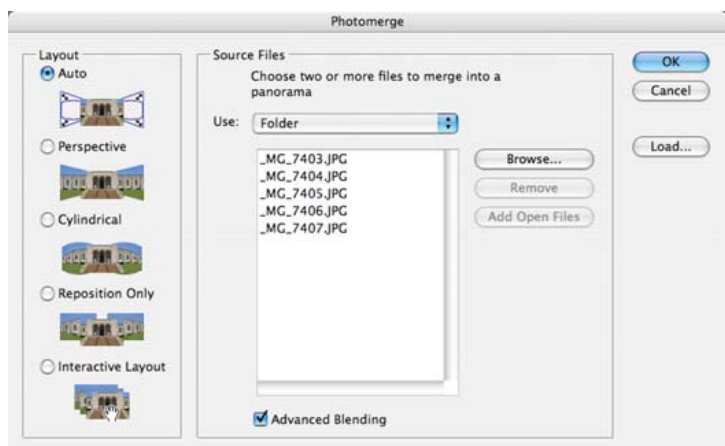 Photomerge
Layout
Auto
Perspective
Cylindrical
Reposition Only
Interactive Layout
Source Files
Choose two or more files to merge into a
panorama
Use: Folder
_MG_7403.JPG
_MG_7404.JPG
_MG_7405.JPG
_MG_7406.JPG
_MG_7407.JPG
Browse...
Remove
Add Open Files
Advanced Blending
OK
Cancel
Load...